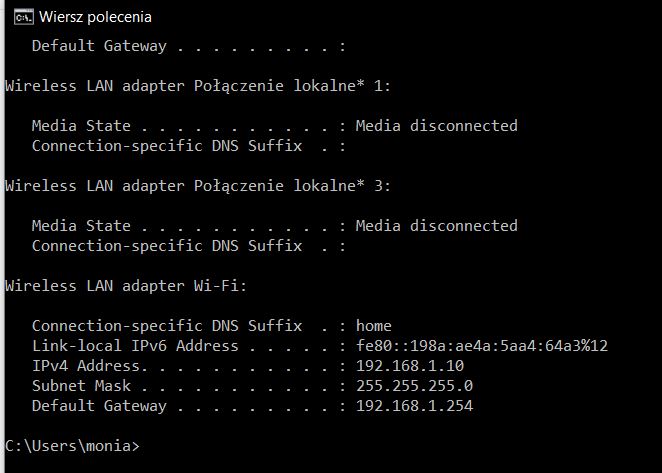 Wiersz polecenia
Default Gateway . . . . . . . . . :
Wireless LAN adapter Połączenie lokalne* 1:
Media State . . . . . . . . . . . : Media disconnected
Connection-specific DNS Suffix  . :
Wireless LAN adapter Połączenie lokalne* 3:
Media State . . . . . . . . . . . : Media disconnected
Connection-specific DNS Suffix  . :
Wireless LAN adapter Wi-Fi:
Connection-specific DNS Suffix  . : home
Link-local IPv6 Address . . . . . : fe80::198a:ae4a:5aa4:64a3%12
IPv4 Address. . . . . . . . . . . : 192.168.1.10
Subnet Mask . . . . . . . . . . . : 255.255.255.0
Default Gateway . . . . . . . . . : 192.168.1.254
C:\Users\monia>